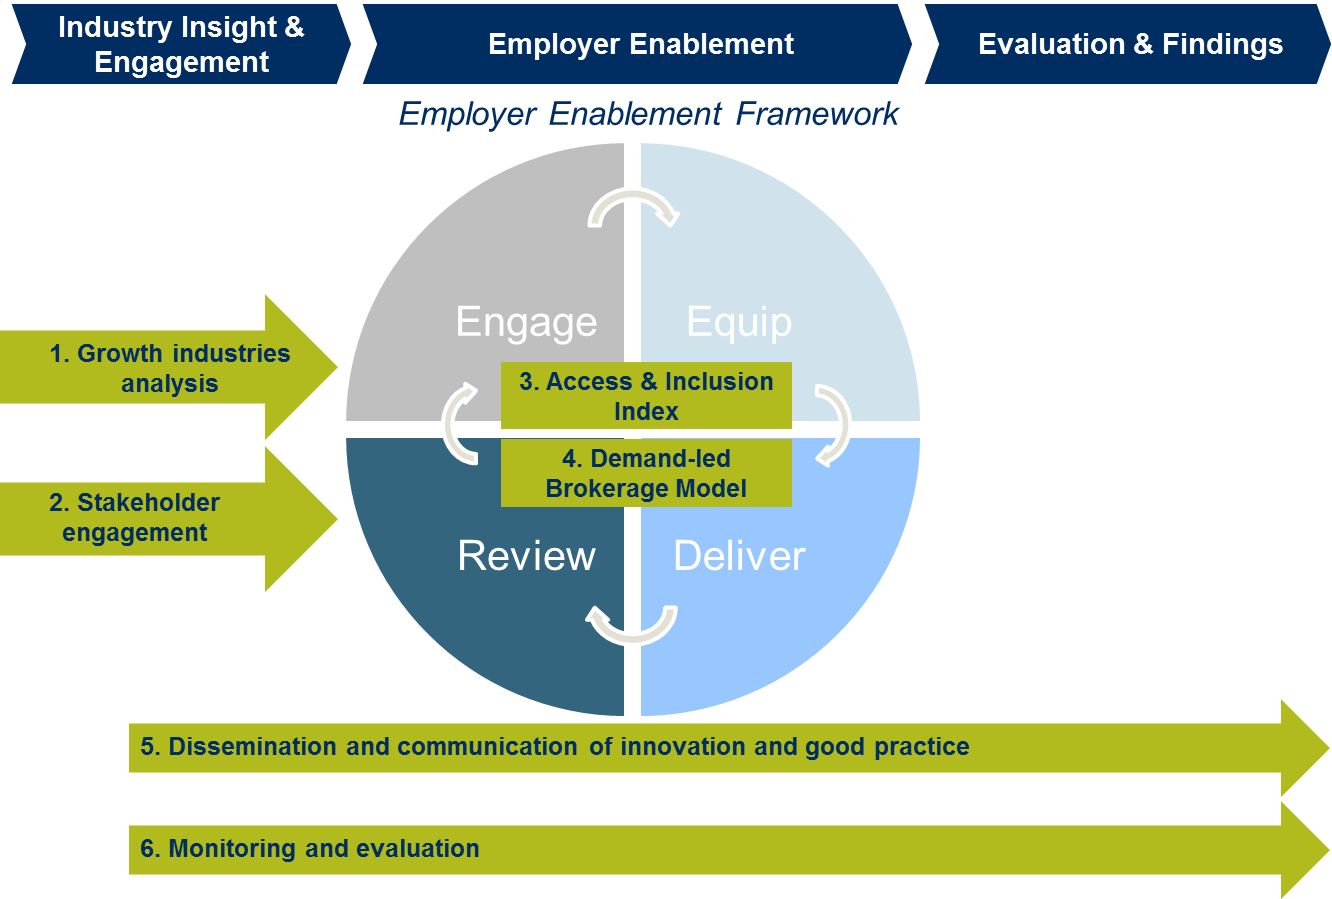 Industry Insight &
Engagement
Employer Enablement
Evaluation & Findings
Employer Enablement Framework
Engage
Equip
1. Growth industries
analysis
3. Access & Inclusion
Index
4. Demand-led
Brokerage Model
2. Stakeholder
engagement
Review
Deliver
5. Dissemination and communication of innovation and good practice
6. Monitoring and evaluation